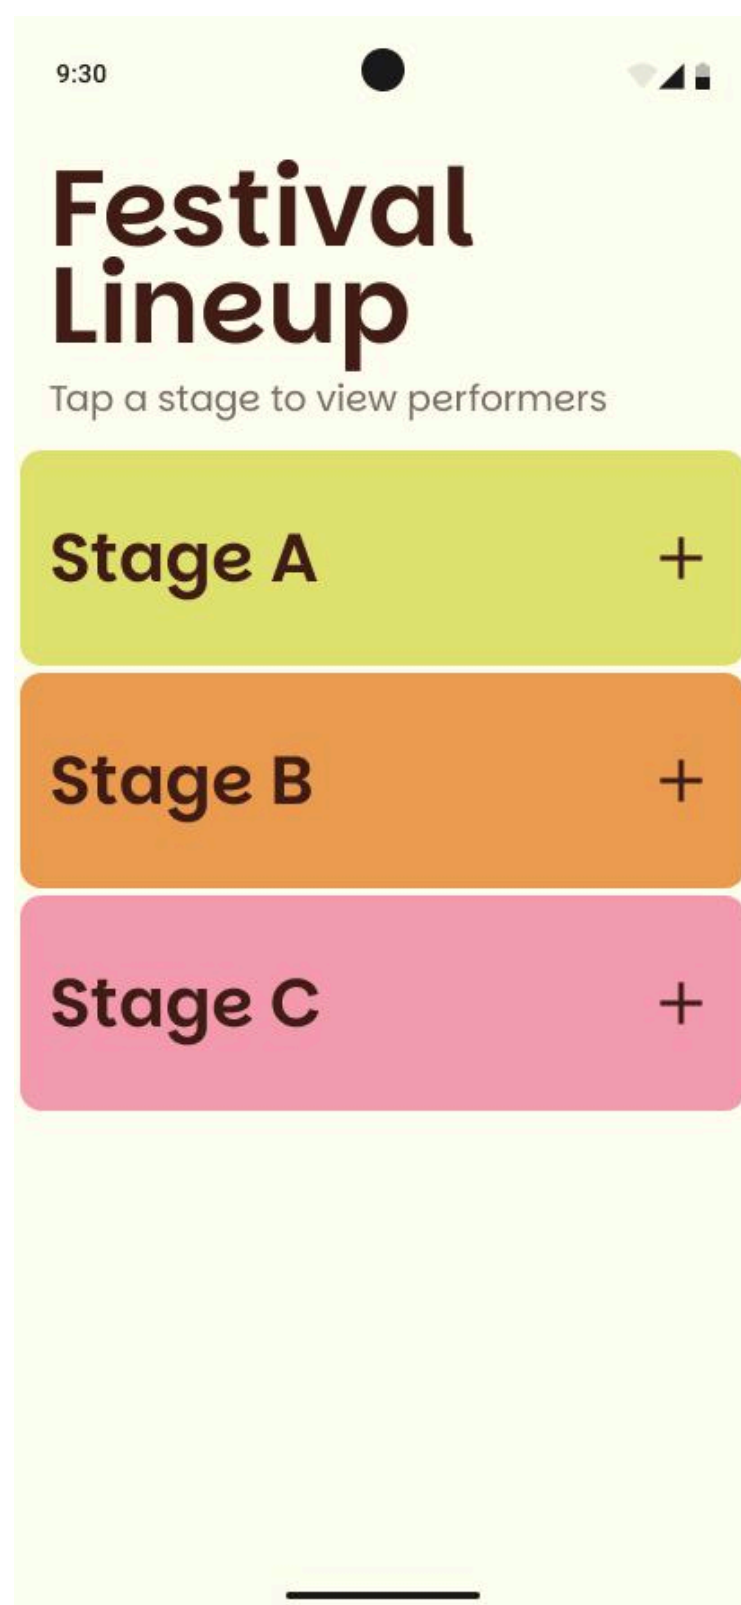 9:30
Festival
Lineup
Tap a stage to view performers
Stage A
Stage B
Stage C